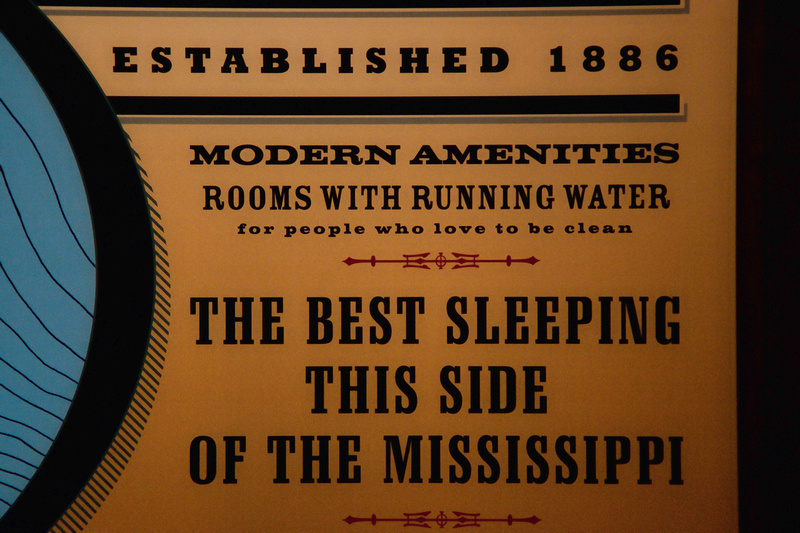 ESTABLISHED 1886
MODERN AMENITIES
ROOMS WITH RUNNING WATER
for people who love to be clean
THE BEST SLEEPING
THIS SIDE
OF THE MISSISSIPPI